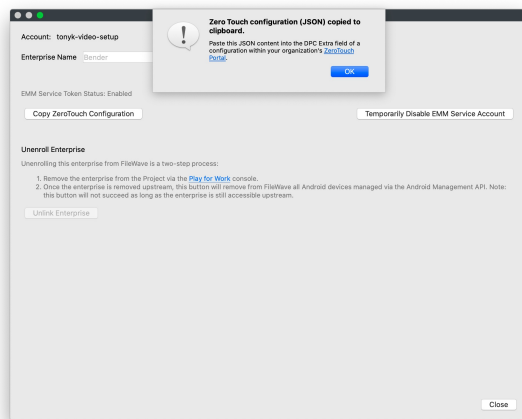 Zero Touch configuration (JSON) copied to
clipboard.
Paste this JSON content into the DPC Extra field of a
configuration within your organization's ZeroTouch
Portal.
OK
Account: tonyk-video-setup
Enterprise Name Bender
EMM Service Token Status: Enabled
Copy ZeroTouch Configuration
Temporarily Disable EMM Service Account
Unenroll Enterprise
Unenrolling this enterprise from FileWave is a two-step process:
1. Remove the enterprise from the Project via the Play for Work console.
2. Once the enterprise is removed upstream, this button will remove from FileWave all Android devices managed via the Android Management API. Note:
this button will not succeed as long as the enterprise is still accessible upstream.
Unlink Enterprise
Close